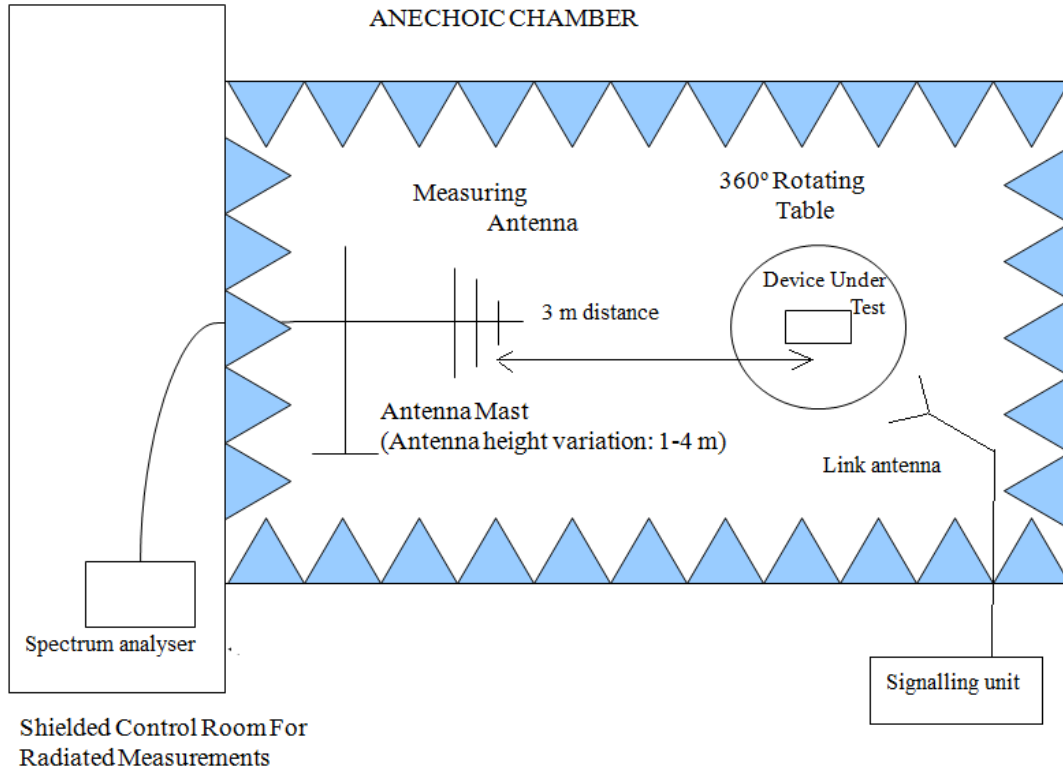 ANECHOIC CHAMBER
Measuring
Antenna
360º Rotating
Table
Device Under
Test
3 m distance
Antenna Mast
(Antenna height variation: 1-4 m)
Link antenna
Spectrum analyser
Signalling unit
Shielded Control Room For
Radiated Measurements